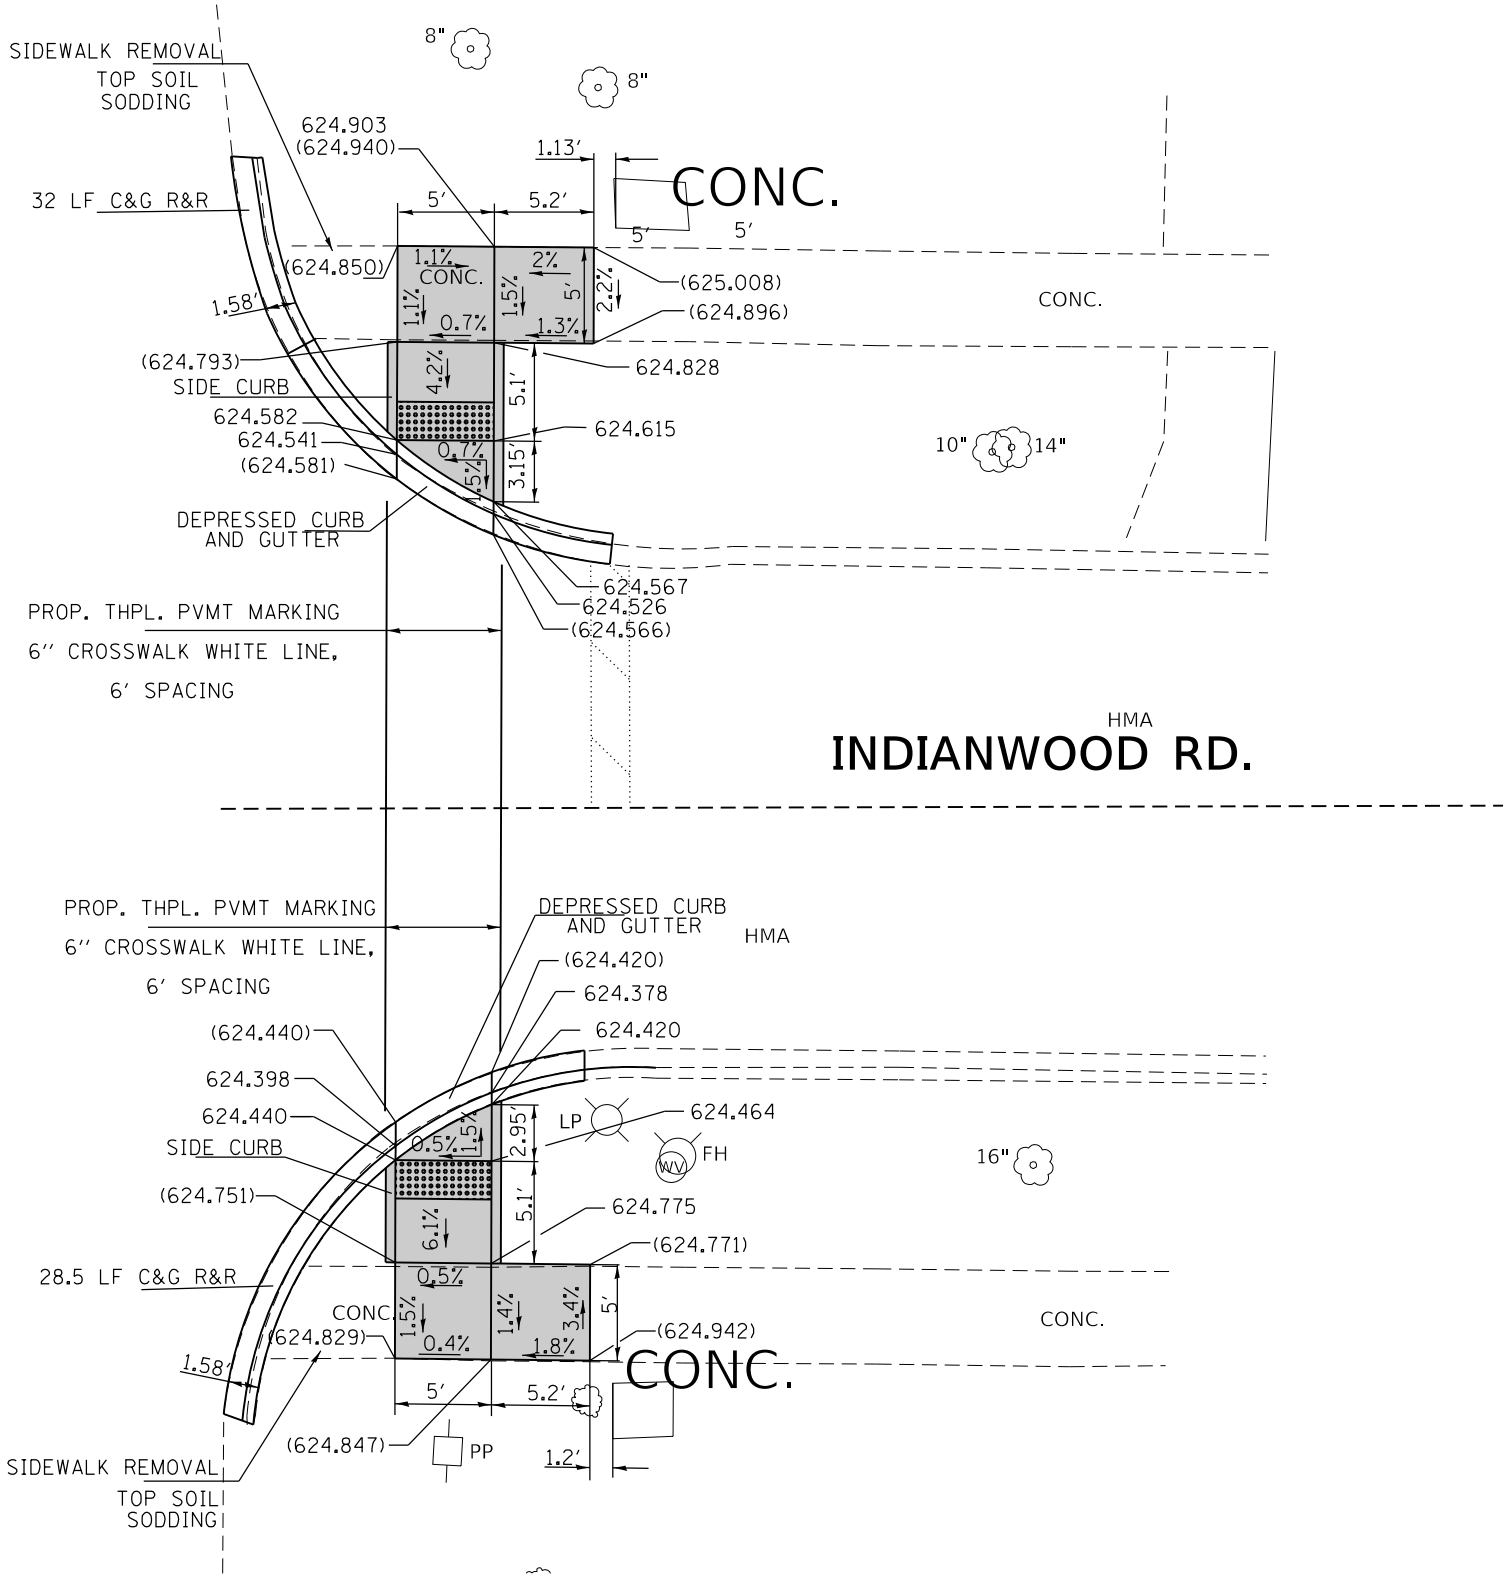 8"
SIDEWALK REMOVAL
TOP SOIL
SODDING
8"
624.903
(624.940)
1.13'
CONC.
32 LF C&G R&R
5'
5.2'
5'
5'
(624.850)
1.1%
CONC.
2%
1.1%
1.5%
5'
2.2%
(625.008)
CONC.
1.58'
0.7%
1.3%
(624.896)
(624.793)
624.828
SIDE CURB
4.2%
5.1'
624.582
624.541
(624.581)
624.615
0.7%
1.5%
3.15'
10"
14"
DEPRESSED CURB
AND GUTTER
624.567
624.526
(624.566)
PROP. THPL. PVMT MARKING
6'' CROSSWALK WHITE LINE,
6' SPACING
HMA
INDIANWOOD RD.
PROP. THPL. PVMT MARKING
6'' CROSSWALK WHITE LINE,
6' SPACING
DEPRESSED CURB
AND GUTTER
HMA
(624.420)
624.378
624.420
(624.440)
624.398
624.440
SIDE CURB
0.5%
1.5%
2.95'
624.464
LP
FH
WV
16"
(624.751)
6.1%
5.1'
624.775
(624.771)
28.5 LF C&G R&R
0.5%
CONC.
1.5%
1.4%
3.4%
5'
CONC.
(624.829)
0.4%
1.8%
(624.942)
CONC.
1.58'
5'
5.2'
(624.847)
PP
1.2'
SIDEWALK REMOVAL
TOP SOIL
SODDING